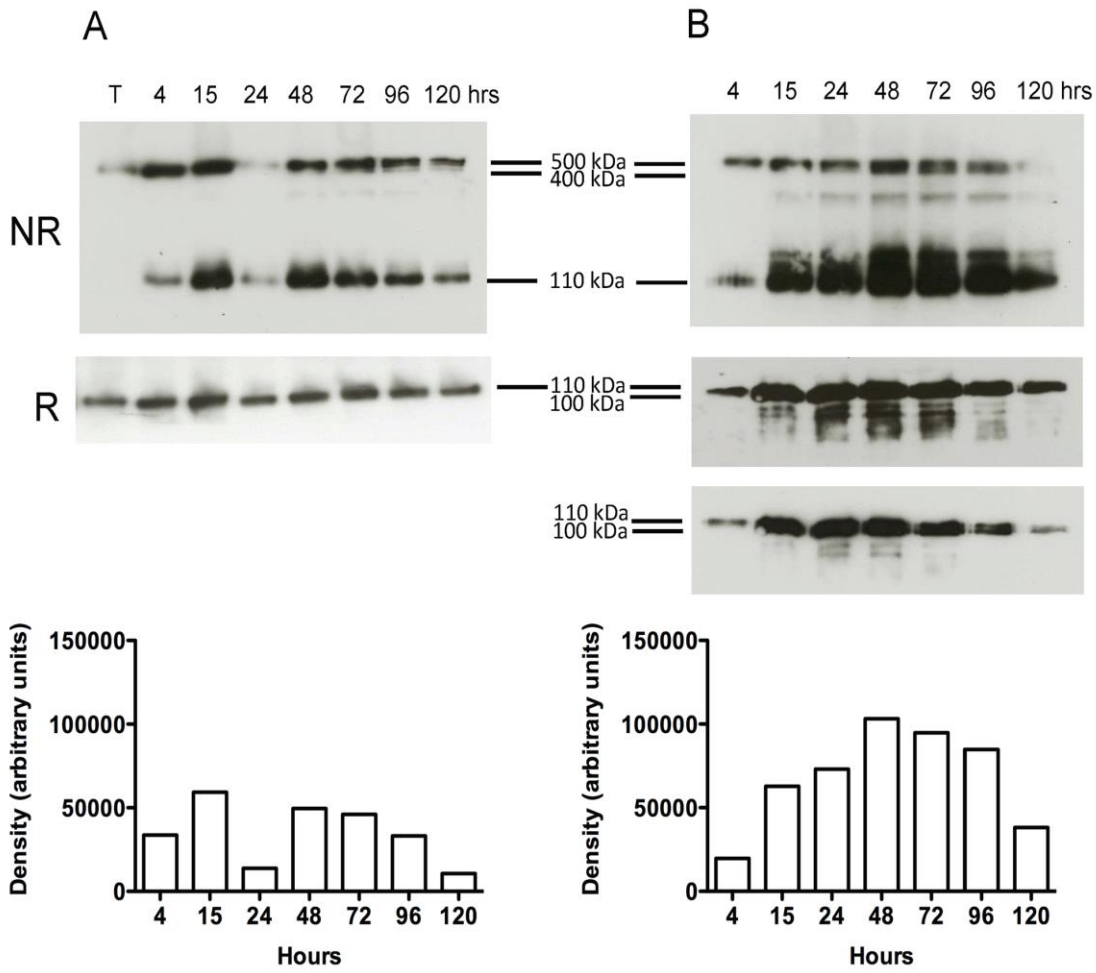 A
B
T 4 15 24 48 72 96 120 hrs
4 15 24 48 72 96 120 hrs
NR
500 kDa
400 kDa
110 kDa
R
110 kDa
100 kDa
110 kDa
100 kDa
Density (arbitrary units)
150000
100000
50000
0
4 15 24 48 72 96 120
Hours
Density (arbitrary units)
150000
100000
50000
0
4 15 24 48 72 96 120
Hours